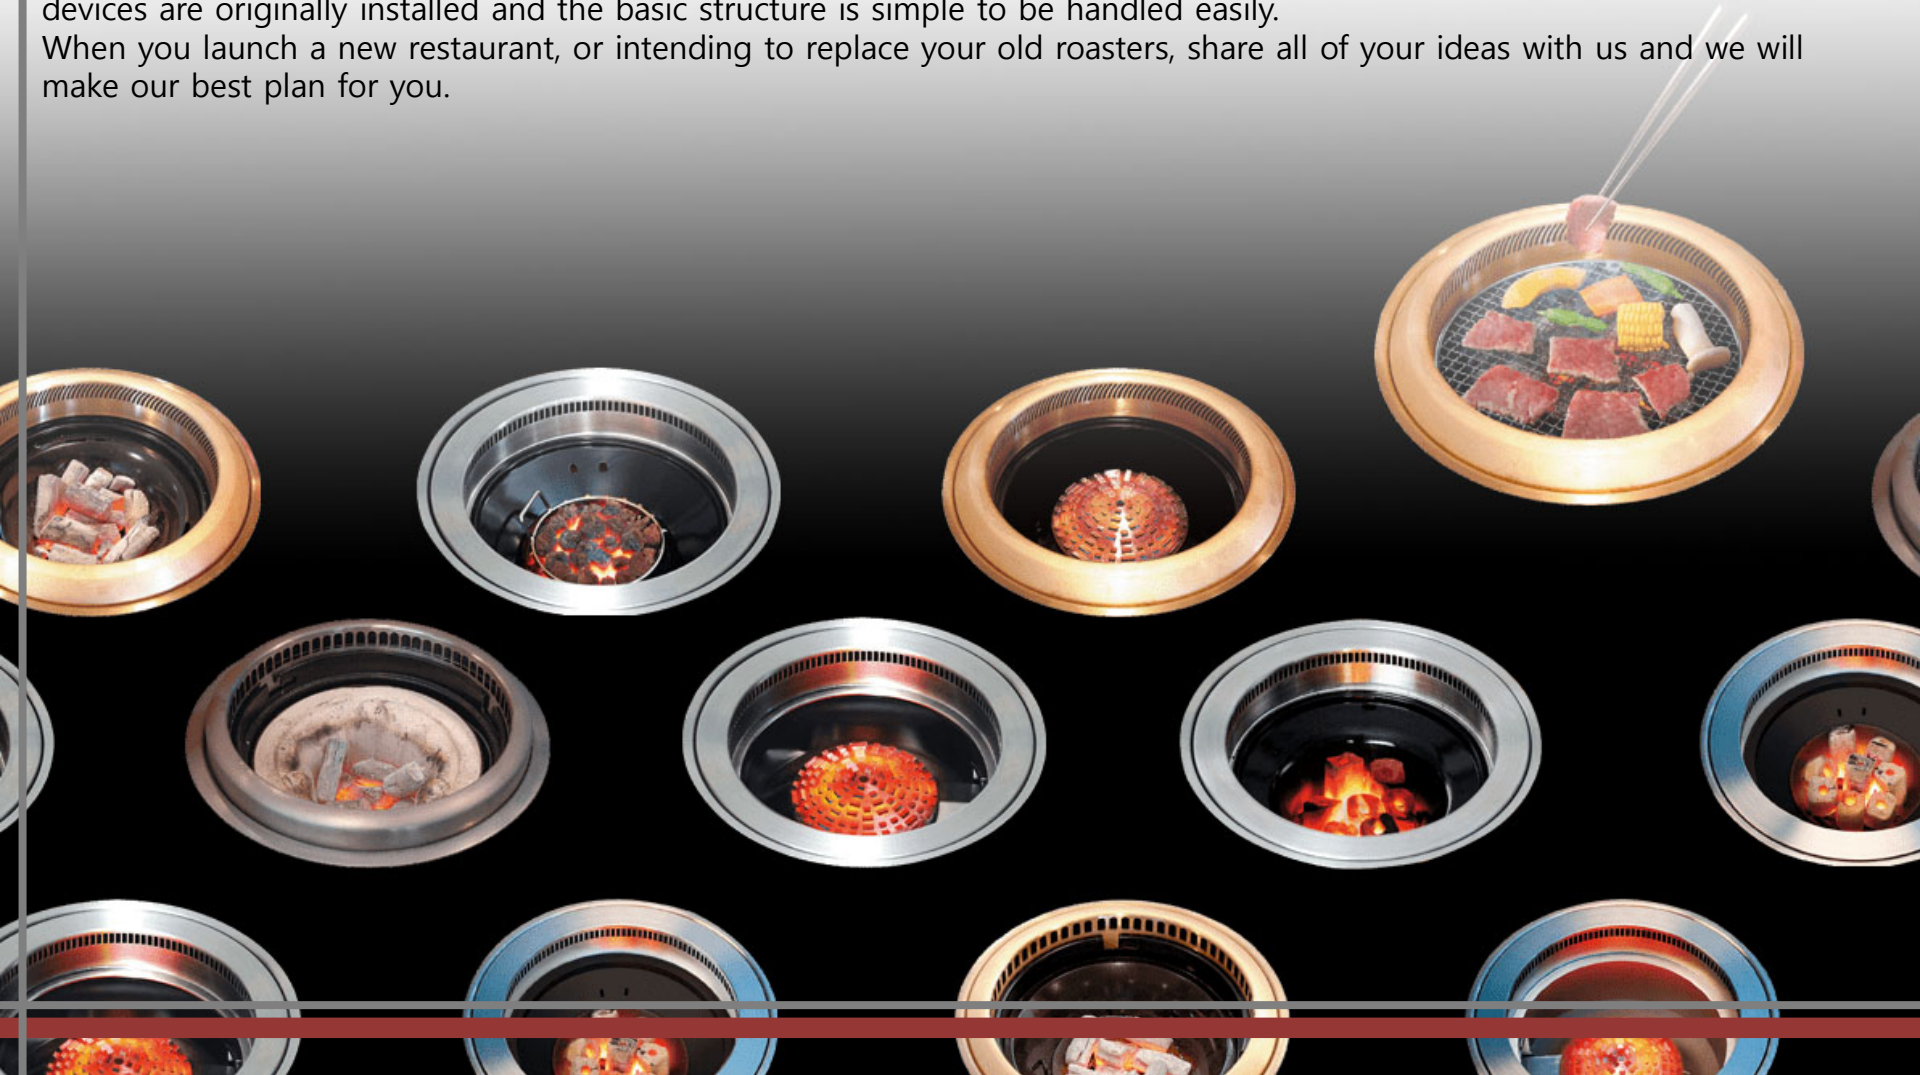 devices are originally installed and the basic structure is simple to be handled easily.
When you launch a new restaurant, or intending to replace your old roasters, share all of your ideas with us and we will
make our best plan for you.